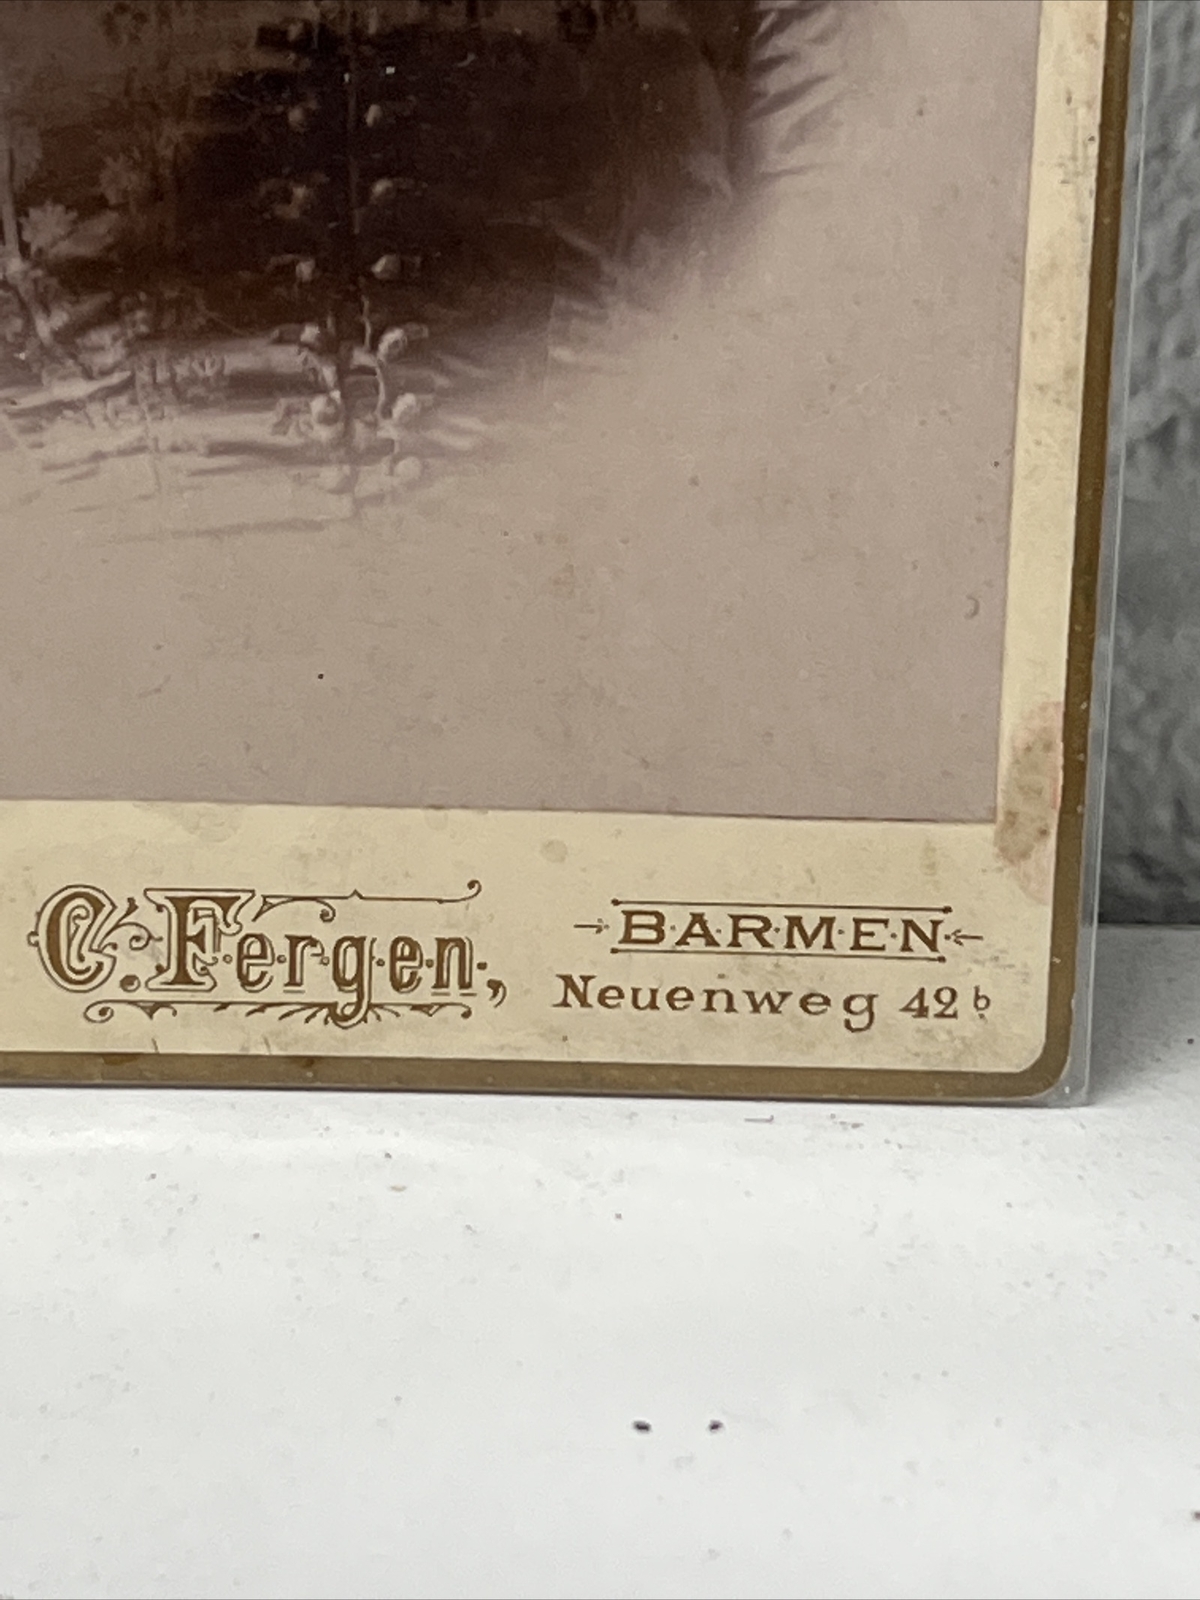 C. Fergen,
BARMEN
Neuenweg 42b